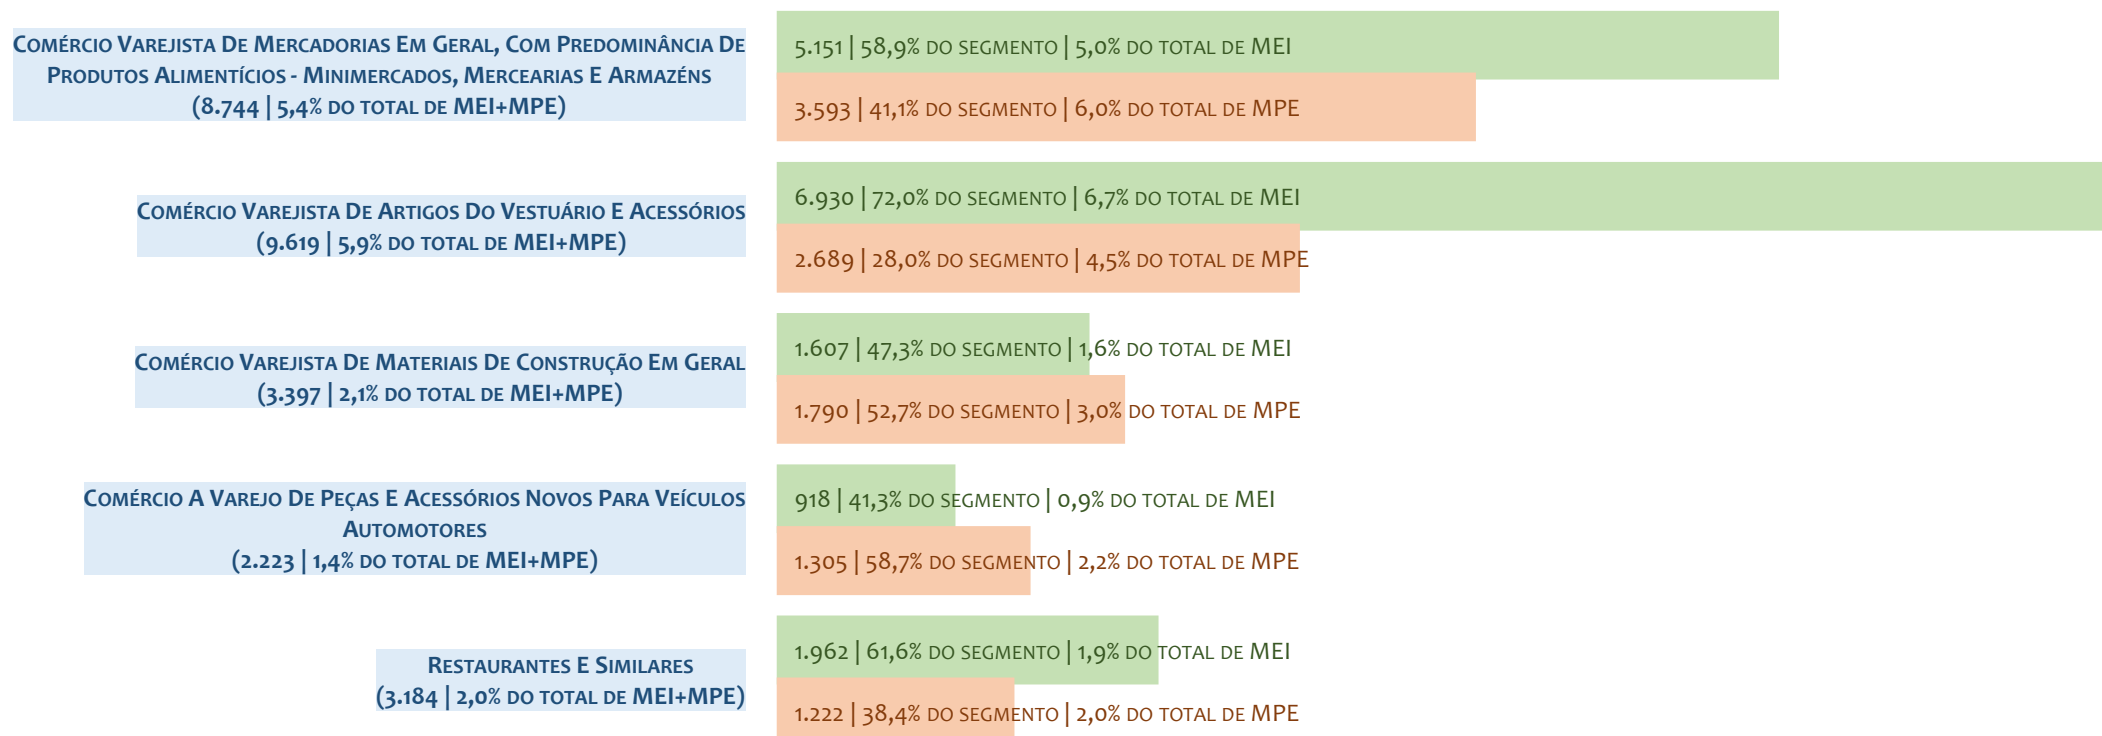 Comércio Varejista De Mercadorias Em Geral, Com Predominância De
Produtos Alimentícios - Minimercados, Mercearias E Armazéns
(8.744 | 5,4% do total de MEI+MPE)
5.151 | 58,9% do segmento | 5,0% do total de MEI
3.593 | 41,1% do segmento | 6,0% do total de MPE
Comércio Varejista De Artigos Do Vestuário E Acessórios
(9.619 | 5,9% do total de MEI+MPE)
6.930 | 72,0% do segmento | 6,7% do total de MEI
2.689 | 28,0% do segmento | 4,5% do total de MPE
Comércio Varejista De Materiais De Construção Em Geral
(3.397 | 2,1% do total de MEI+MPE)
1.607 | 47,3% do segmento | 1,6% do total de MEI
1.790 | 52,7% do segmento | 3,0% do total de MPE
Comércio A Varejo De Peças E Acessórios Novos Para Veículos
Automotores
(2.223 | 1,4% do total de MEI+MPE)
918 | 41,3% do segmento | 0,9% do total de MEI
1.305 | 58,7% do segmento | 2,2% do total de MPE
Restaurantes E Similares
(3.184 | 2,0% do total de MEI+MPE)
1.962 | 61,6% do segmento | 1,9% do total de MEI
1.222 | 38,4% do segmento | 2,0% do total de MPE